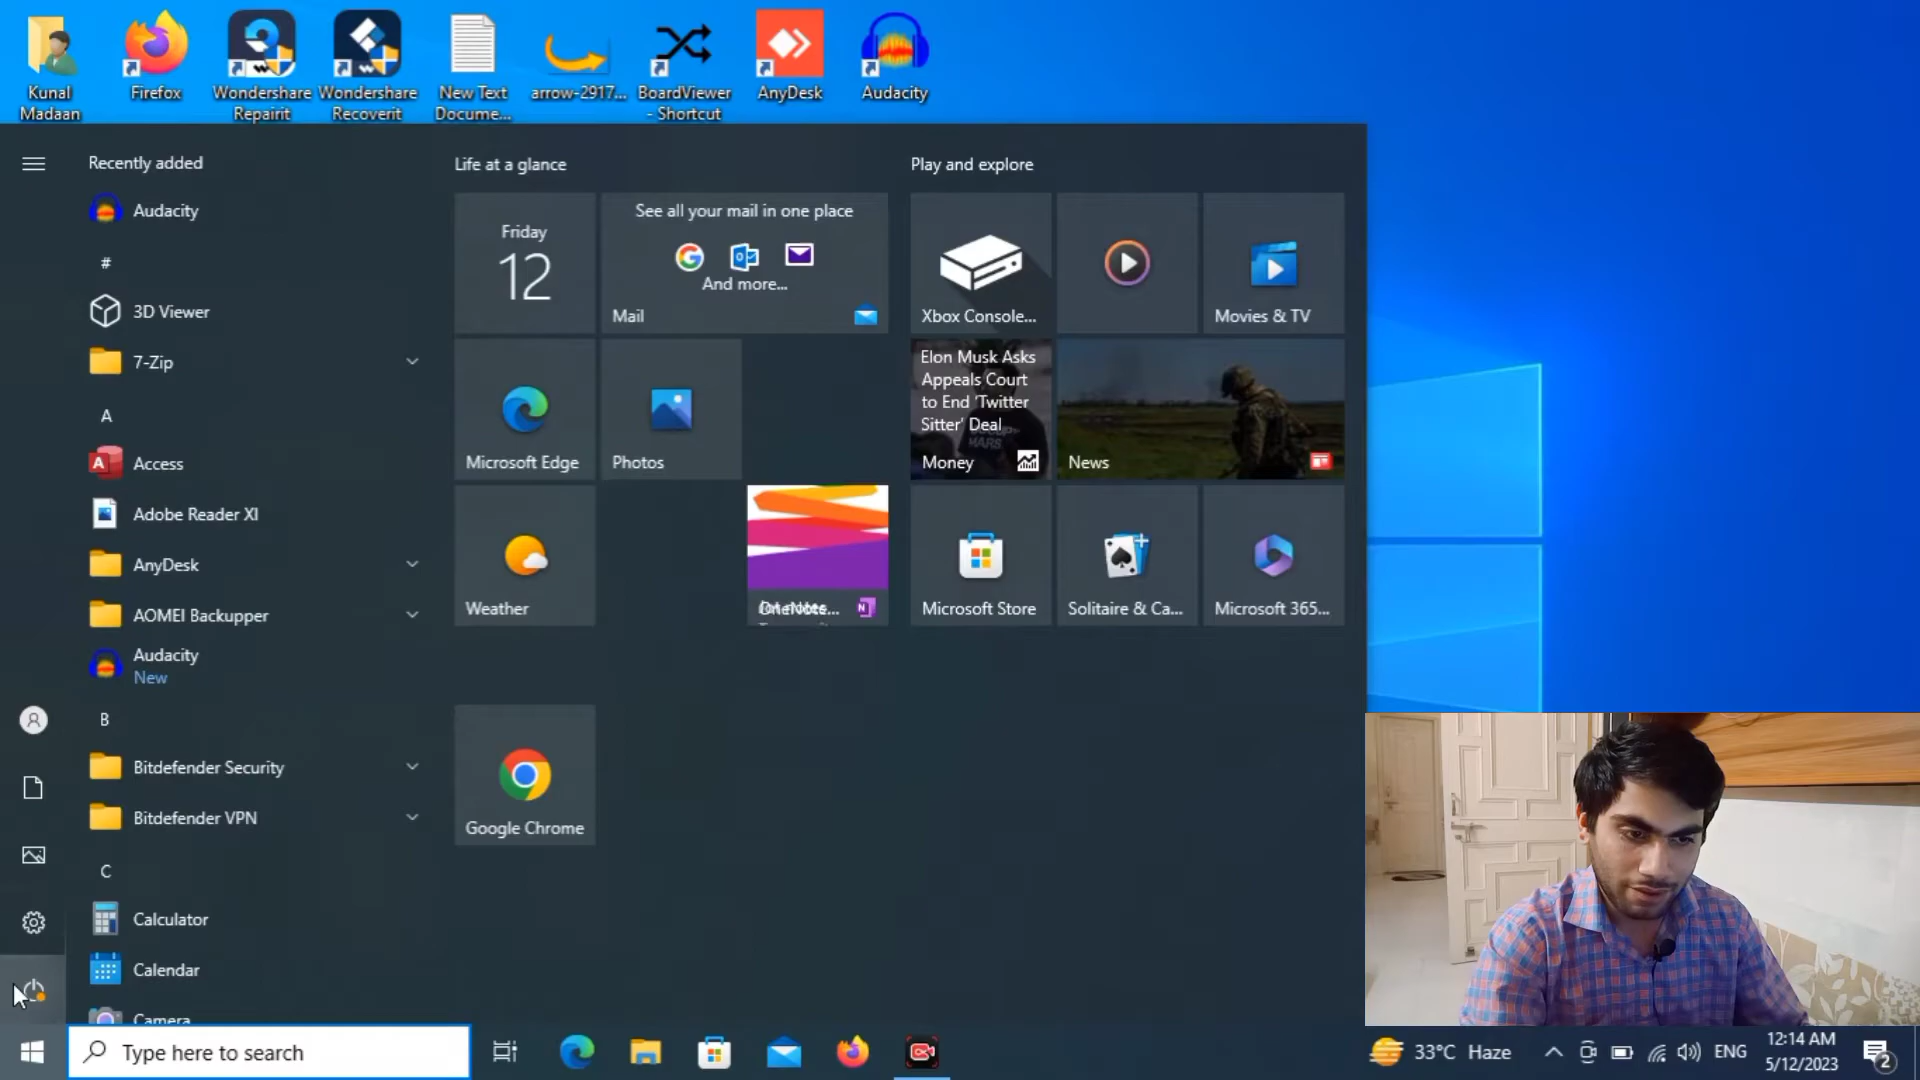 Kunal
Madaan
Firefox
Wondershare
Repairit
Wondershare
Recoverit
New Text
Docume...
arrow-2917...
BoardViewer
- Shortcut
AnyDesk
Audacity
Recently added
Audacity
#
3D Viewer
7-Zip
A
Access
Adobe Reader XI
AnyDesk
AOMEI Backupper
Audacity
New
B
Bitdefender Security
Bitdefender VPN
C
Calculator
Calendar
Camera
Life at a glance
Friday
12
See all your mail in one place
And more...
Mail
Microsoft Edge
Photos
Weather
OneNote...
Google Chrome
Play and explore
Xbox Console...
Movies & TV
Elon Musk Asks
Appeals Court
to End 'Twitter
Sitter' Deal
Money
News
Microsoft Store
Solitaire & Ca...
Microsoft 365...
Type here to search
33°C Haze
ENG
12:14 AM
5/12/2023
2